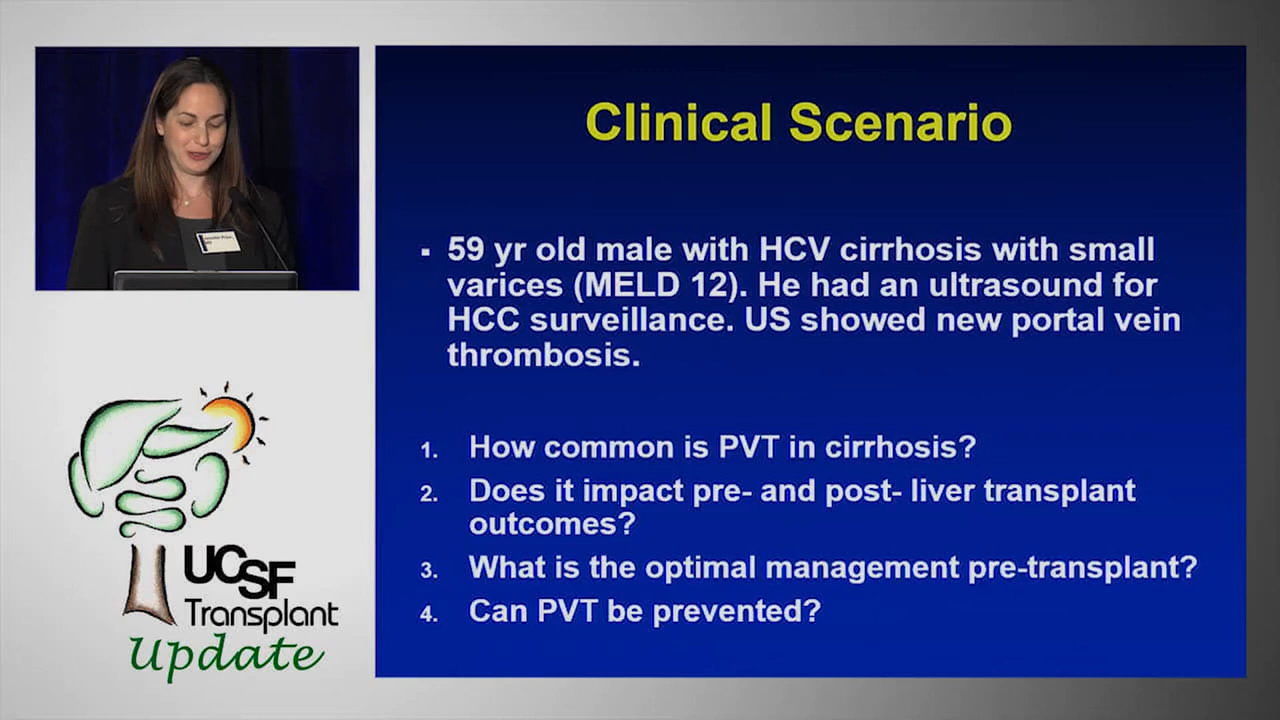 Clinical Scenario
▪ 59 yr old male with HCV cirrhosis with small
varices (MELD 12). He had an ultrasound for
HCC surveillance. US showed new portal vein
thrombosis.
1. How common is PVT in cirrhosis?
2. Does it impact pre- and post- liver transplant
outcomes?
3. What is the optimal management pre-transplant?
4. Can PVT be prevented?
UCSF
Transplant
Update